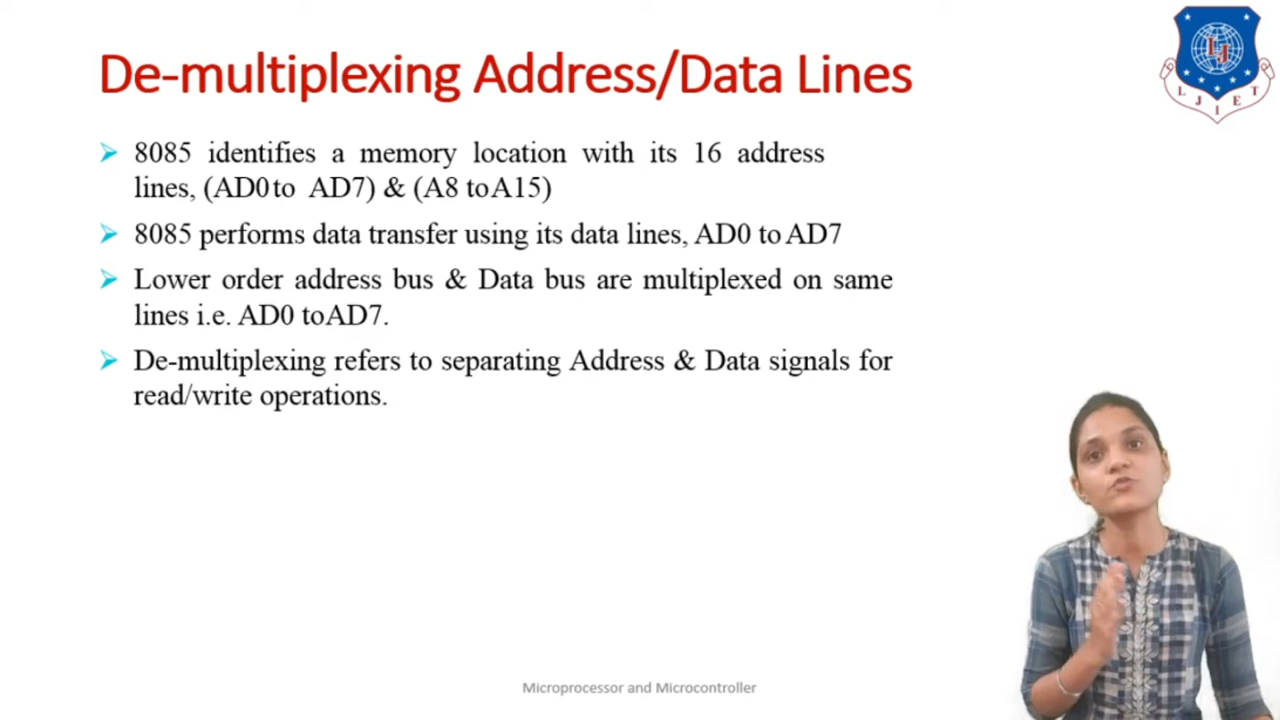 De-multiplexing Address/Data Lines
➢ 8085 identifies a memory location with its 16 address
lines, (AD0 to AD7) & (A8 to A15)
➢ 8085 performs data transfer using its data lines, AD0 to AD7
➢ Lower order address bus & Data bus are multiplexed on same
lines i.e. AD0 to AD7.
➢ De-multiplexing refers to separating Address & Data signals for
read/write operations.
Microprocessor and Microcontroller
LJ
LJIET